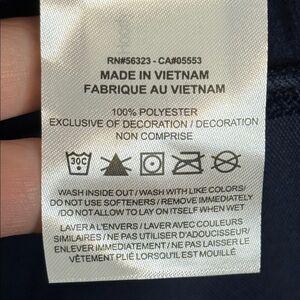 RN#56323 - CA#05553
MADE IN VIETNAM
FABRIQUE AU VIETNAM
100% POLYESTER
EXCLUSIVE OF DECORATION / DECORATION
NON COMPRISE
30C
WASH INSIDE OUT / WASH WITH LIKE COLORS/
DO NOT USE SOFTENERS / REMOVE IMMEDIATELY
/DO NOT ALLOW TO LAY ON ITSELF WHEN WET
LAVER A L'ENVERS / LAVER AVEC COULEURS
SIMILAIRES / NE PAS UTILISER D'ADOUCISSEUR/
ENLEVER IMMEDIATEMENT / NE PAS LAISSER LE
VÊTEMENT PLIÉ LORSQU'IL EST MOUILLÉ